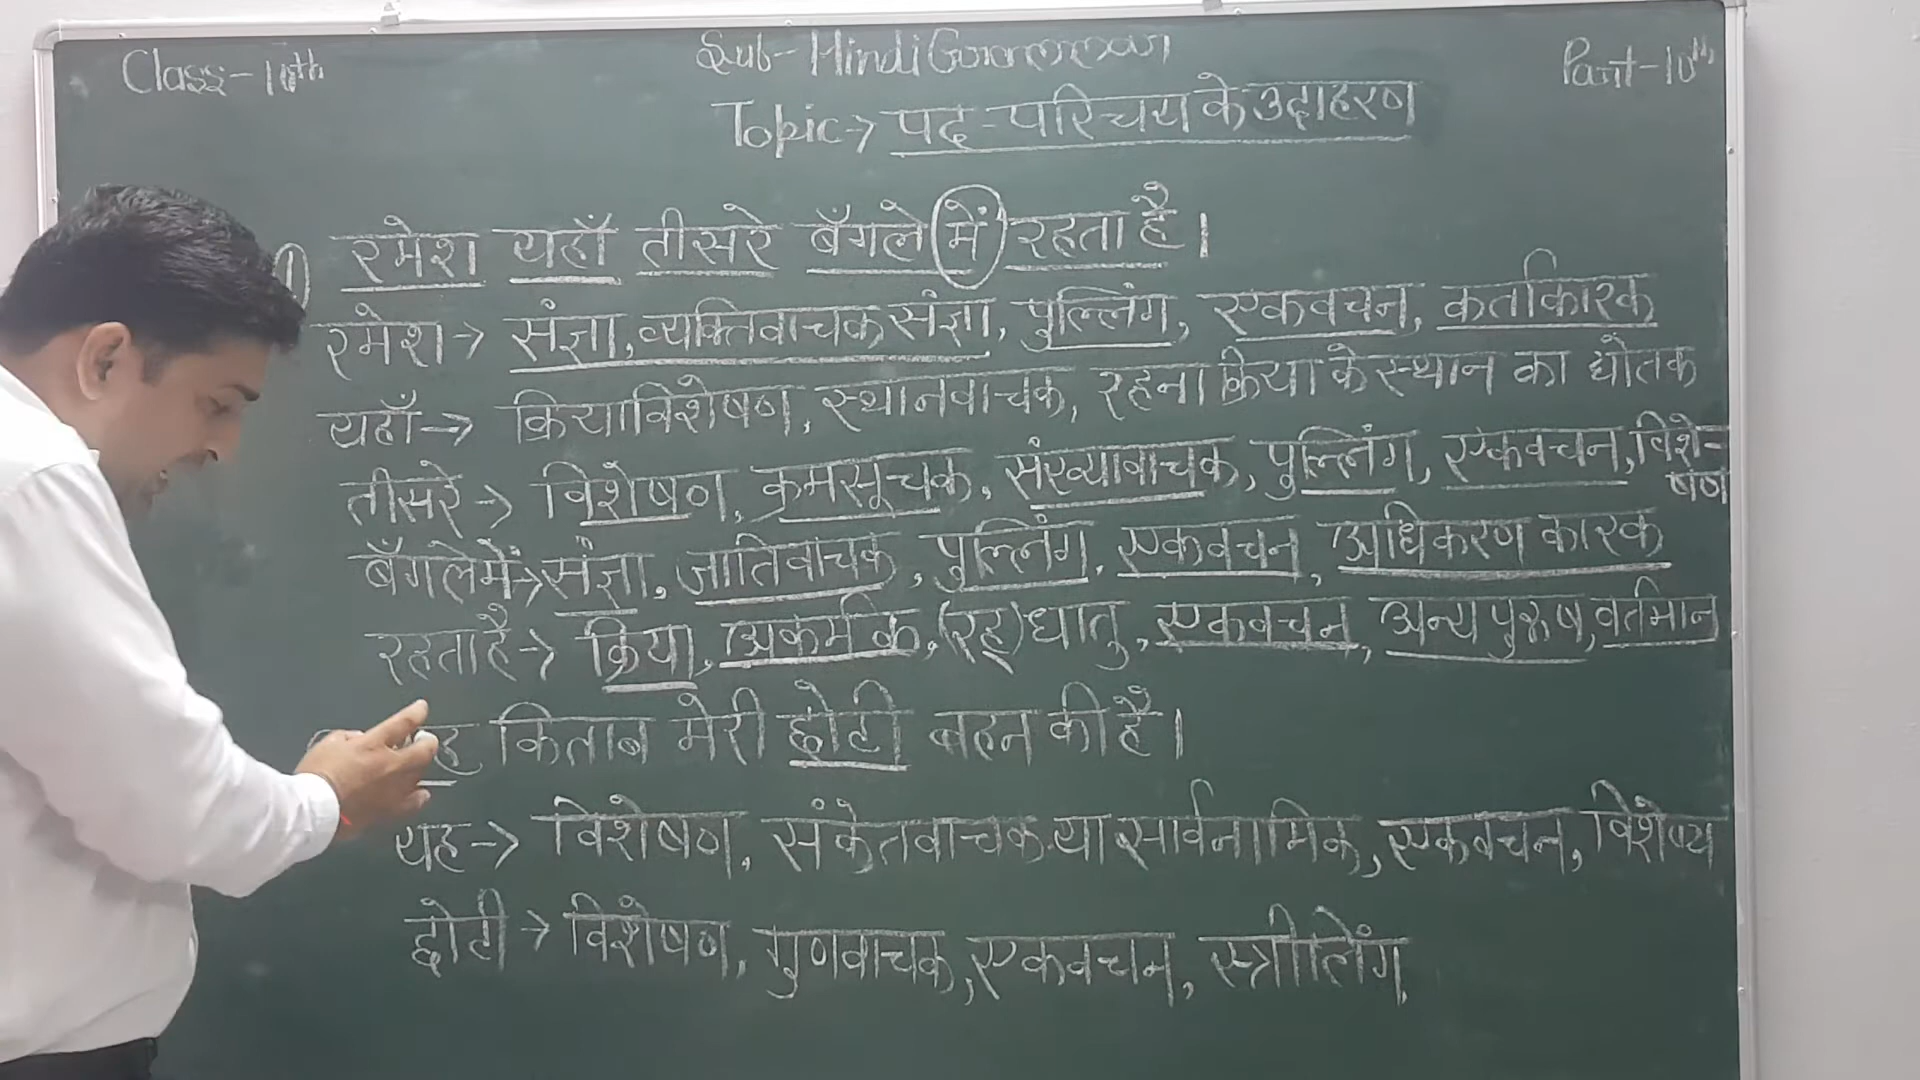 Class-10th
Sub-Hindi Grammar
Part-10th
Topic→ पद-परिचय के उदाहरण
1) रमेश यहाँ तीसरे बँगले में रहता है।
रमेश→ संज्ञा, व्यक्तिवाचक संज्ञा, पुल्लिंग, एकवचन, कर्ताकारक
यहाँ→ क्रियाविशेषण, स्थानवाचक, रहना क्रिया के स्थान का द्योतक
तीसरे→ विशेषण, क्रमसूचक, संख्यावाचक, पुल्लिंग, एकवचन, विशे-
षण
बँगले में→ संज्ञा, जातिवाचक, पुल्लिंग, एकवचन, अधिकरण कारक
रहता है→ क्रिया, अकर्मक, (रह) धातु, एकवचन, अन्य पुरुष, वर्तमान
किताब मेरी छोटी बहन की है।
यह→ विशेषण, संकेतवाचक या सार्वनामिक, एकवचन, विशेष्य
छोटी→ विशेषण, गुणवाचक, एकवचन, स्त्रीलिंग,